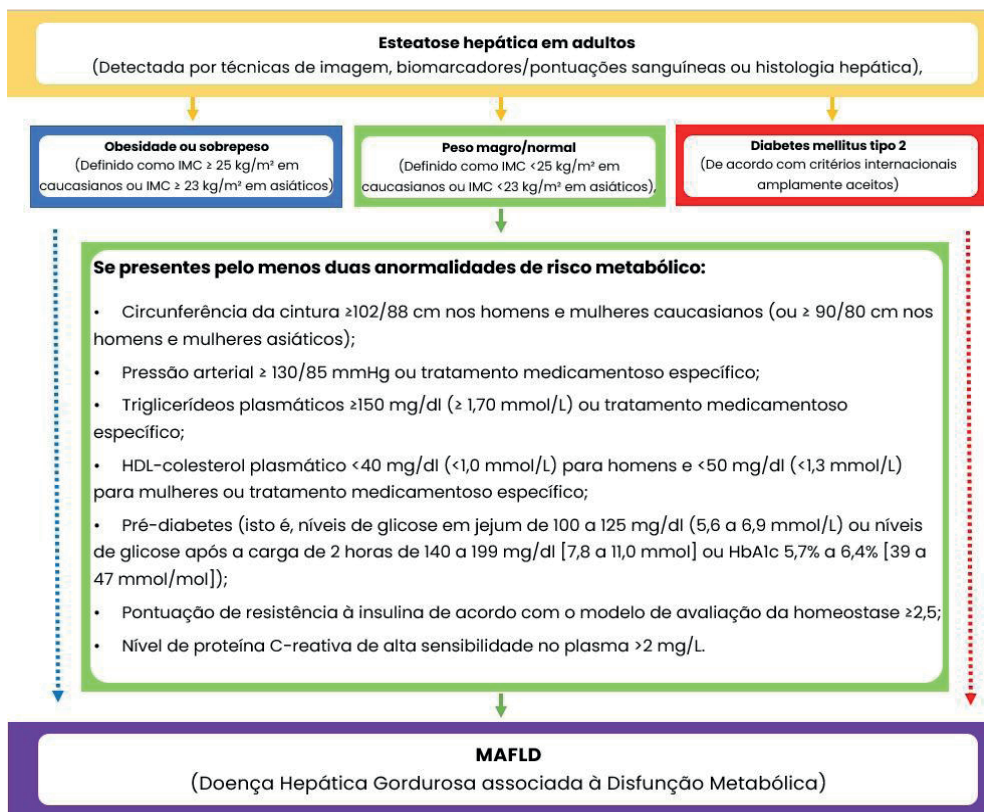 Esteatose hepática em adultos
(Detectada por técnicas de imagem, biomarcadores/pontuações sanguíneas ou histologia hepática),
Obesidade ou sobrepeso
(Definido como IMC ≥ 25 kg/m² em
caucasianos ou IMC ≥ 23 kg/m² em asiáticos)
Peso magro/normal
(Definido como IMC <25 kg/m² em
caucasianos ou IMC <23 kg/m² em asiáticos),
Diabetes mellitus tipo 2
(De acordo com critérios internacionais
amplamente aceitos)
Se presentes pelo menos duas anormalidades de risco metabólico:
• Circunferência da cintura ≥102/88 cm nos homens e mulheres caucasianos (ou ≥ 90/80 cm nos
homens e mulheres asiáticos);
• Pressão arterial ≥ 130/85 mmHg ou tratamento medicamentoso específico;
• Triglicerídeos plasmáticos ≥150 mg/dl (≥ 1,70 mmol/L) ou tratamento medicamentoso
específico;
• HDL-colesterol plasmático <40 mg/dl (<1,0 mmol/L) para homens e <50 mg/dl (<1,3 mmol/L)
para mulheres ou tratamento medicamentoso específico;
• Pré-diabetes (isto é, níveis de glicose em jejum de 100 a 125 mg/dl (5,6 a 6,9 mmol/L) ou níveis
de glicose após a carga de 2 horas de 140 a 199 mg/dl [7,8 a 11,0 mmol] ou HbA1c 5,7% a 6,4% [39 a
47 mmol/mol]);
• Pontuação de resistência à insulina de acordo com o modelo de avaliação da homeostase ≥2,5;
• Nível de proteína C-reativa de alta sensibilidade no plasma >2 mg/L.
MAFLD
(Doença Hepática Gordurosa associada à Disfunção Metabólica)